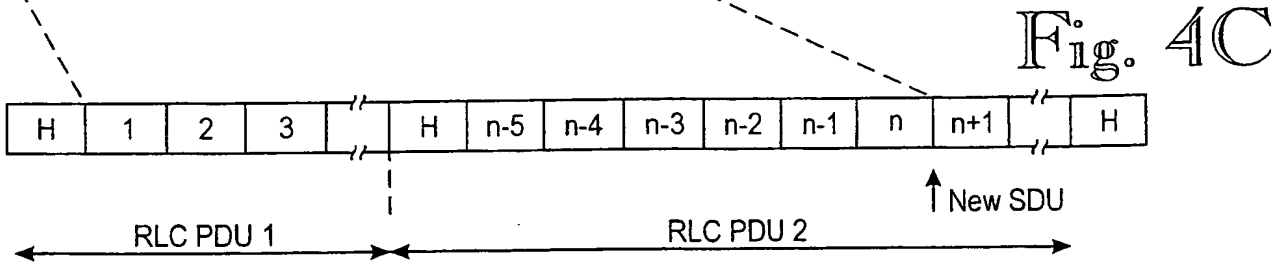 Fig. 4C
H 1 2 3 H n-5 n-4 n-3 n-2 n-1 n n+1 H
New SDU
RLC PDU 1 RLC PDU 2